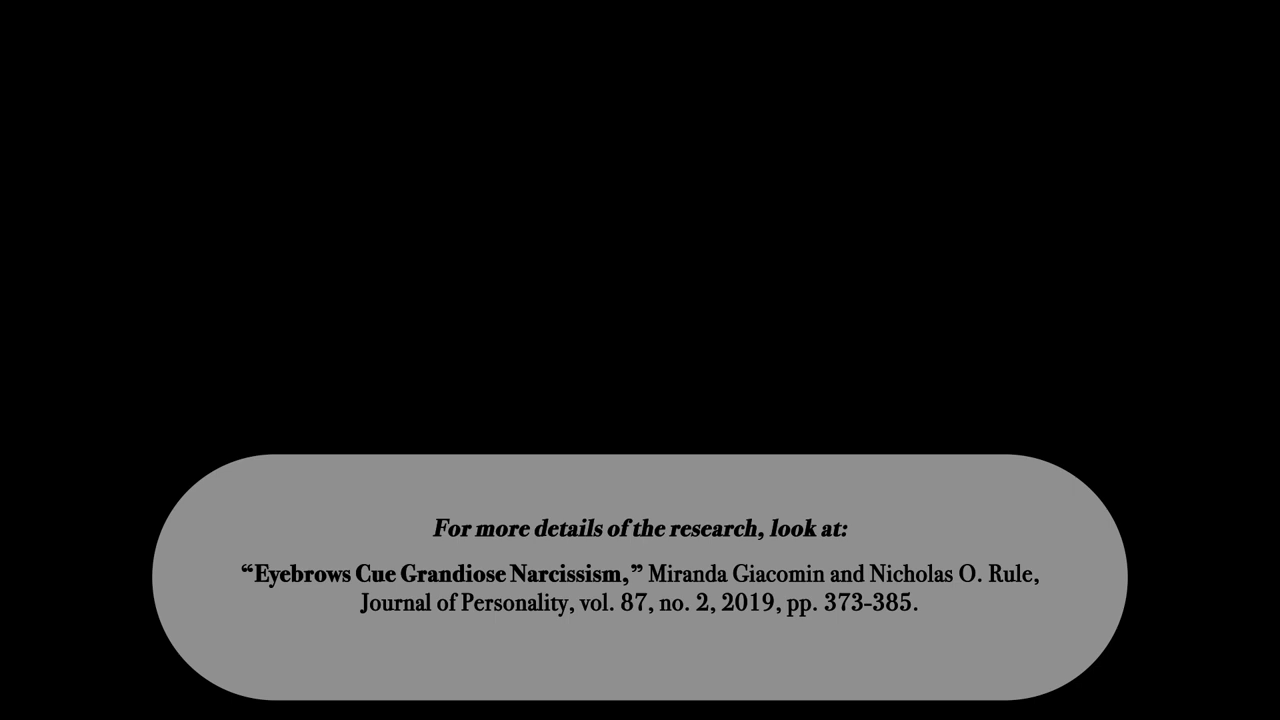 For more details of the research, look at:
“Eyebrows Cue Grandiose Narcissism,” Miranda Giacomin and Nicholas O. Rule,
Journal of Personality, vol. 87, no. 2, 2019, pp. 373-385.